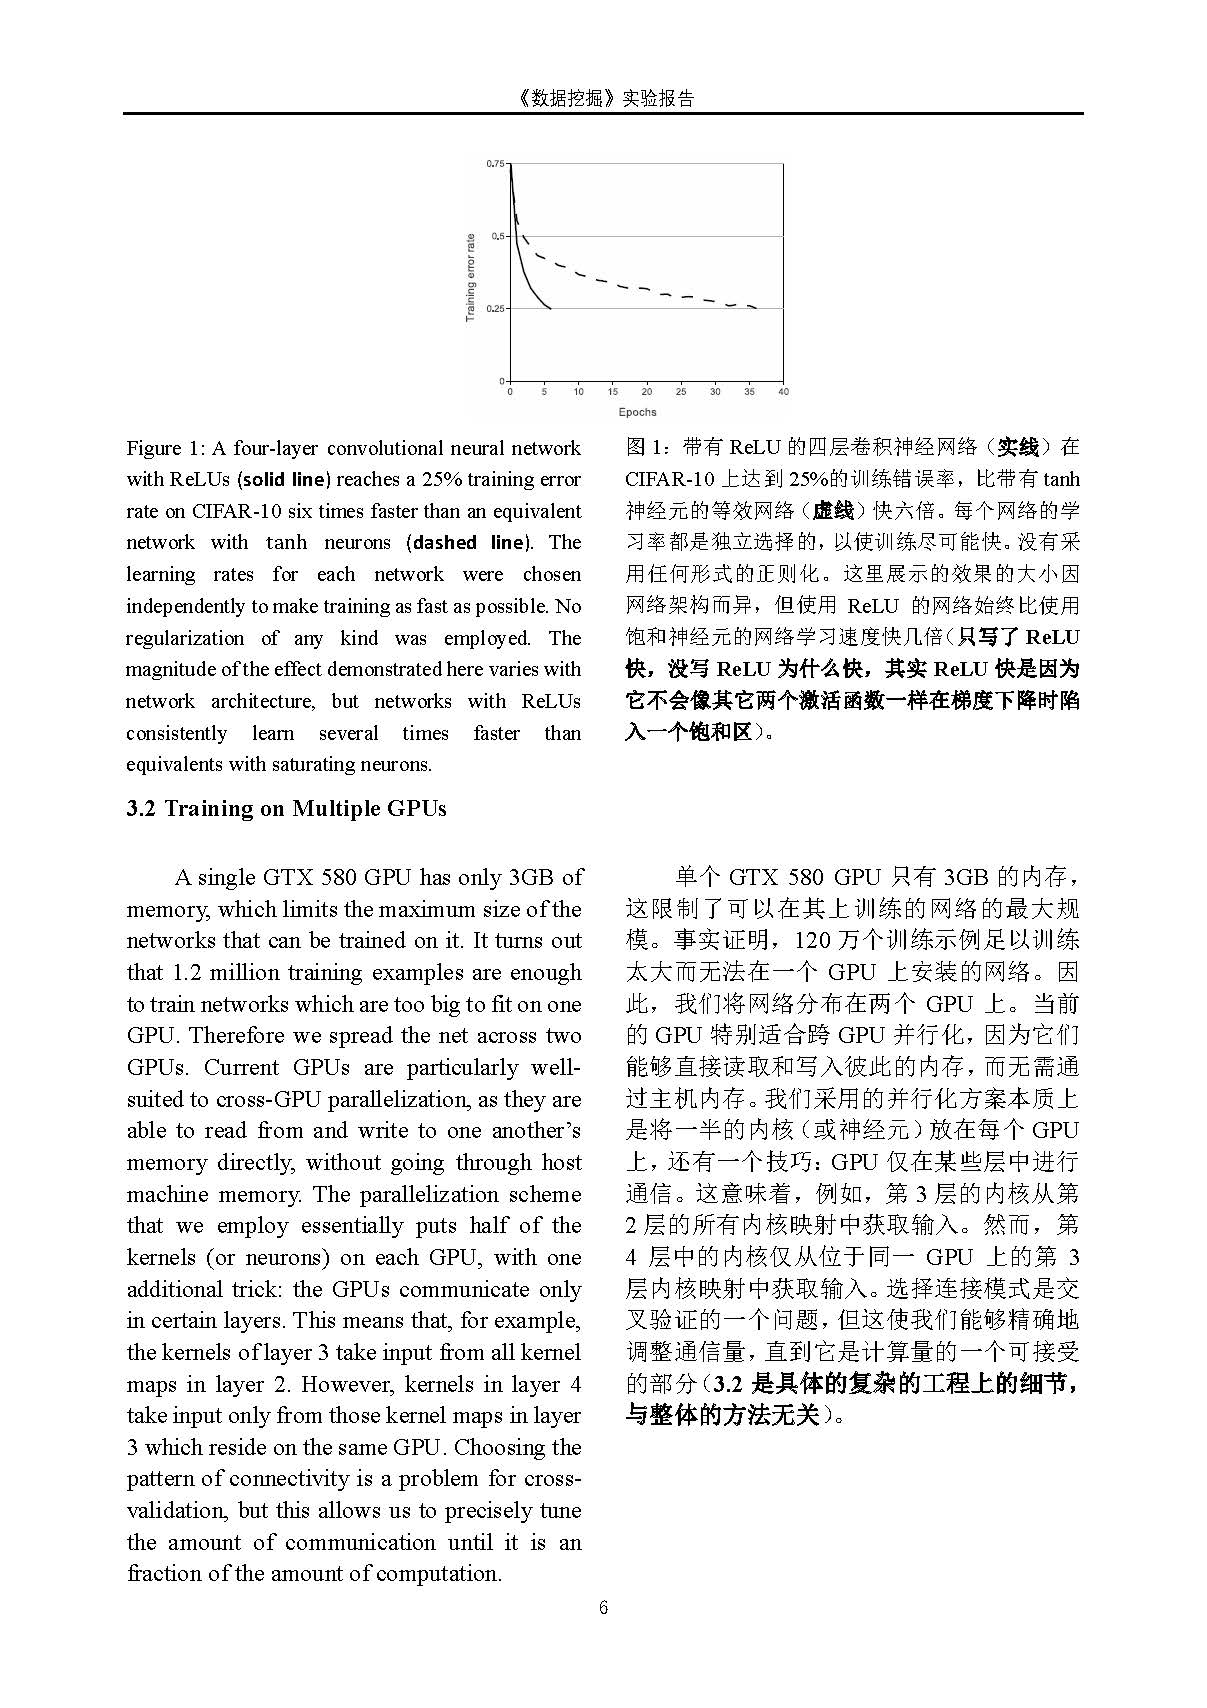 《数据挖掘》实验报告
0.75
0.5
0.25
0
Training error rate
0 5 10 15 20 25 30 35 40
Epochs
Figure 1: A four-layer convolutional neural network
with ReLUs (solid line) reaches a 25% training error
rate on CIFAR-10 six times faster than an equivalent
network with tanh neurons (dashed line). The
learning rates for each network were chosen
independently to make training as fast as possible. No
regularization of any kind was employed. The
magnitude of the effect demonstrated here varies with
network architecture, but networks with ReLUs
consistently learn several times faster than
equivalents with saturating neurons.
图 1：带有 ReLU 的四层卷积神经网络（实线）在
CIFAR-10 上达到 25%的训练错误率，比带有 tanh
神经元的等效网络（虚线）快六倍。每个网络的学
习率都是独立选择的，以使训练尽可能快。没有采
用任何形式的正则化。这里展示的效果的大小因
网络架构而异，但使用 ReLU 的网络始终比使用
饱和神经元的网络学习速度快几倍（只写了 ReLU
快，没写 ReLU 为什么快，其实 ReLU 快是因为
它不会像其它两个激活函数一样在梯度下降时陷
入一个饱和区）。
3.2 Training on Multiple GPUs
A single GTX 580 GPU has only 3GB of
memory, which limits the maximum size of the
networks that can be trained on it. It turns out
that 1.2 million training examples are enough
to train networks which are too big to fit on one
GPU. Therefore we spread the net across two
GPUs. Current GPUs are particularly well-
suited to cross-GPU parallelization, as they are
able to read from and write to one another’s
memory directly, without going through host
machine memory. The parallelization scheme
that we employ essentially puts half of the
kernels (or neurons) on each GPU, with one
additional trick: the GPUs communicate only
in certain layers. This means that, for example,
the kernels of layer 3 take input from all kernel
maps in layer 2. However, kernels in layer 4
take input only from those kernel maps in layer
3 which reside on the same GPU. Choosing the
pattern of connectivity is a problem for cross-
validation, but this allows us to precisely tune
the amount of communication until it is an
fraction of the amount of computation.
单个 GTX 580 GPU 只有 3GB 的内存，
这限制了可以在其上训练的网络的最大规
模。事实证明，120 万个训练示例足以训练
太大而无法在一个 GPU 上安装的网络。因
此，我们将网络分布在两个 GPU 上。当前
的 GPU 特别适合跨 GPU 并行化，因为它们
能够直接读取和写入彼此的内存，而无需通
过主机内存。我们采用的并行化方案本质上
是将一半的内核（或神经元）放在每个 GPU
上，还有一个技巧：GPU 仅在某些层中进行
通信。这意味着，例如，第 3 层的内核从第
2 层的所有内核映射中获取输入。然而，第
4 层中的内核仅从位于同一 GPU 上的第 3
层内核映射中获取输入。选择连接模式是交
叉验证的一个问题，但这使我们能够精确地
调整通信量，直到它是计算量的一个可接受
的部分（3.2 是具体的复杂的工程上的细节，
与整体的方法无关）。
6